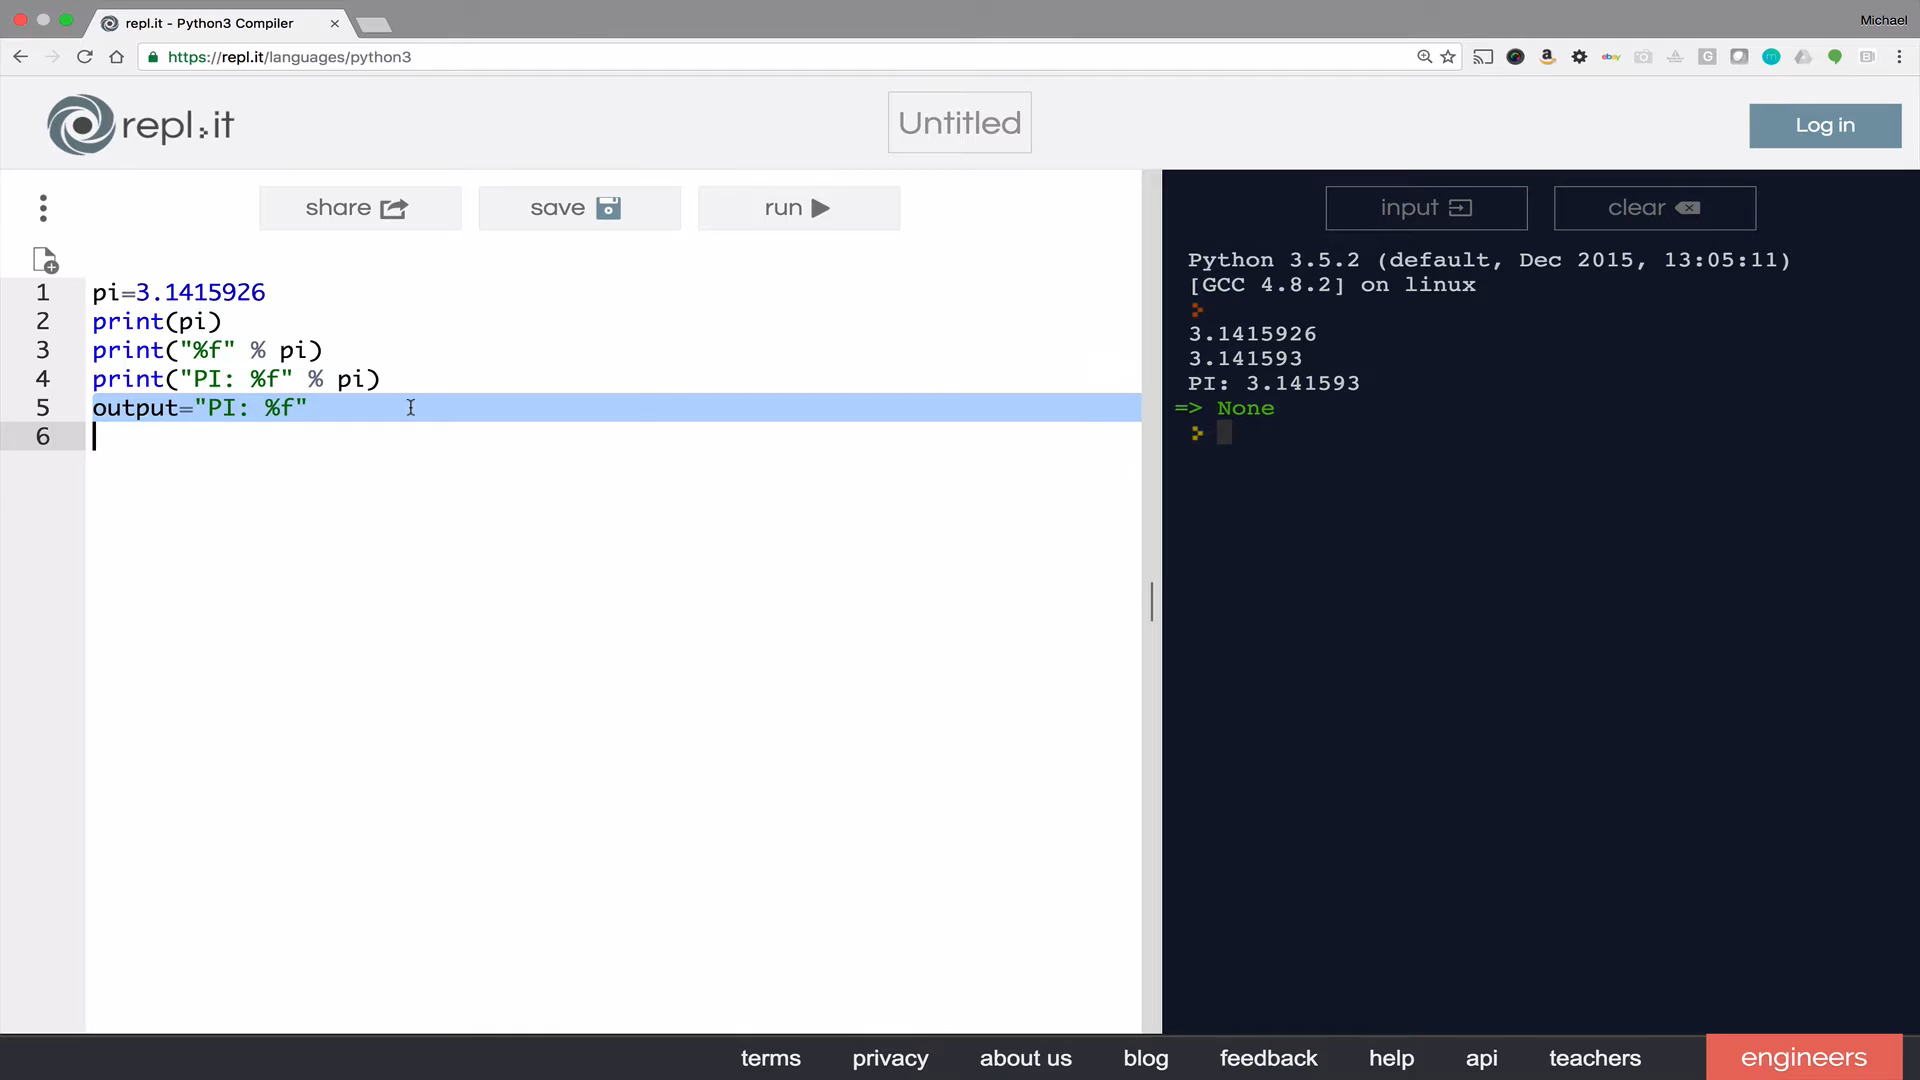 repl.it - Python3 Compiler
Michael
https://repl.it/languages/python3
repl.it
Untitled
Log in
share
save
run
input
clear
1 pi=3.1415926
2 print(pi)
3 print("%f" % pi)
4 print("PI: %f" % pi)
5 output="PI: %f"
6
Python 3.5.2 (default, Dec 2015, 13:05:11)
[GCC 4.8.2] on linux
3.1415926
3.141593
PI: 3.141593
=> None
terms privacy about us blog feedback help api teachers engineers